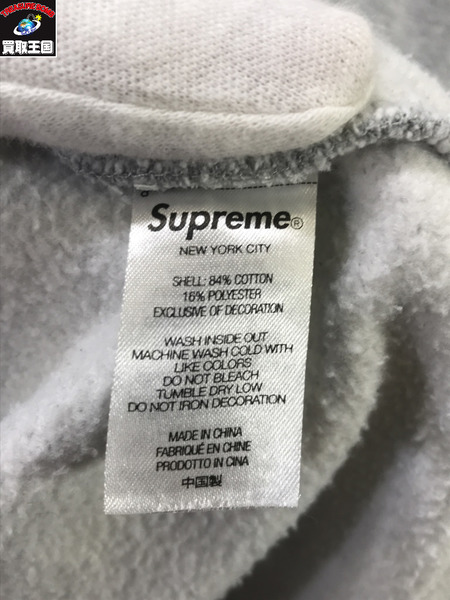 買取王国
Supreme®
NEW YORK CITY
SHELL: 84% COTTON
16% POLYESTER
EXCLUSIVE OF DECORATION
WASH INSIDE OUT
MACHINE WASH COLD WITH
LIKE COLORS
DO NOT BLEACH
TUMBLE DRY LOW
DO NOT IRON DECORATION
MADE IN CHINA
FABRIQUÉ EN CHINE
PRODOTTO IN CINA
中国製